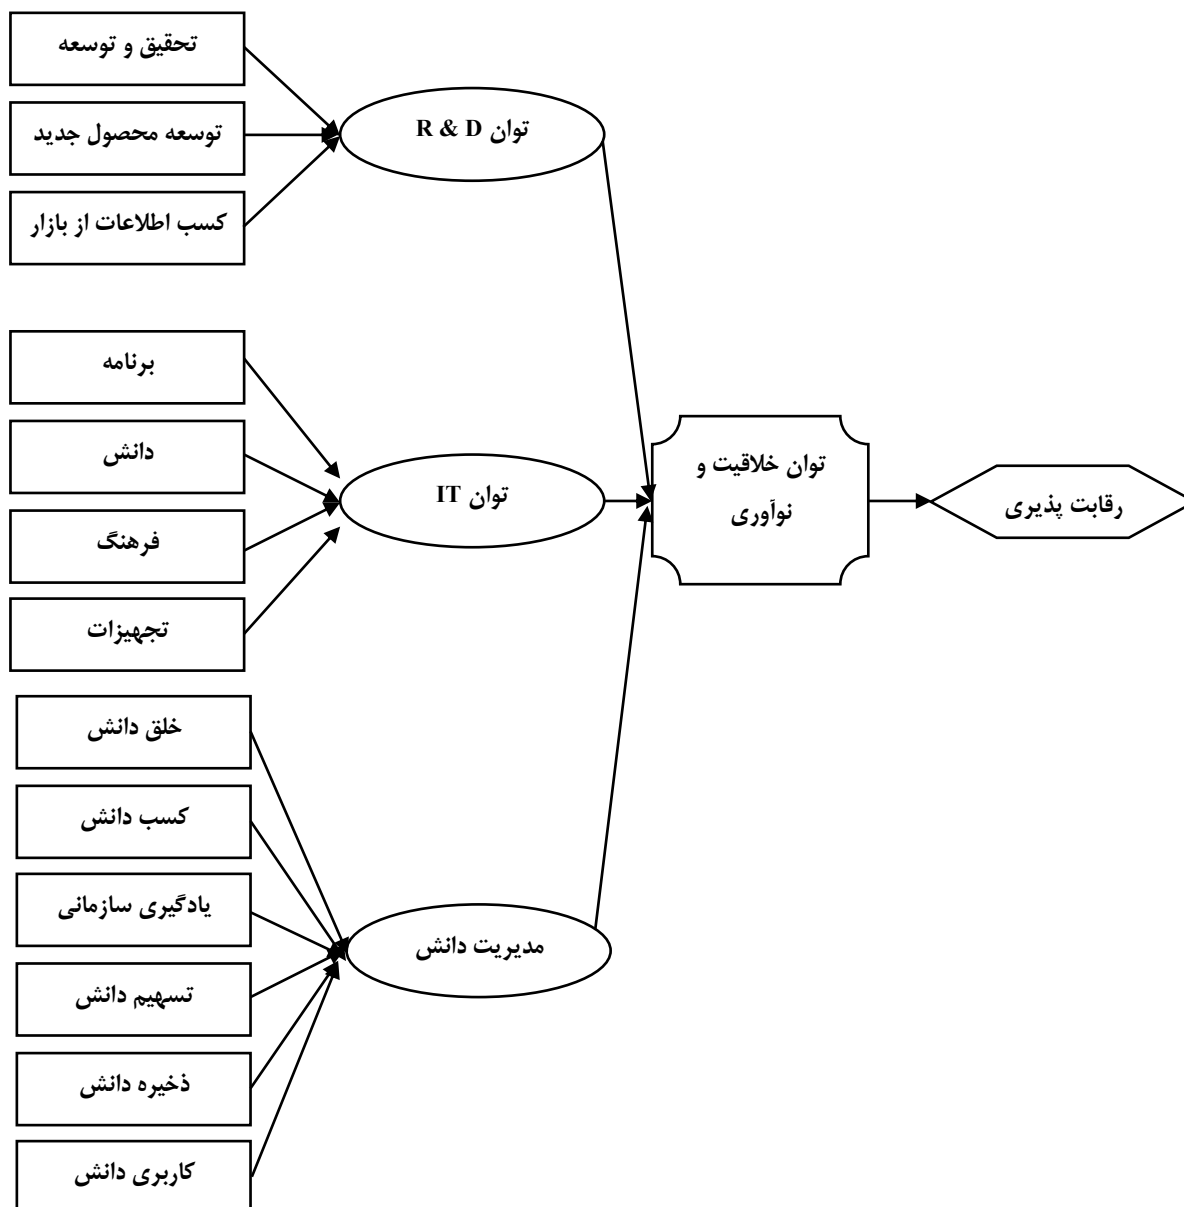 تحقیق و توسعه
توسعه محصول جدید
کسب اطلاعات از بازار
توان R & D
برنامه
دانش
فرهنگ
تجهیزات
توان IT
خلق دانش
کسب دانش
یادگیری سازمانی
تسهیم دانش
ذخیره دانش
کاربری دانش
مدیریت دانش
توان خلاقیت و
نوآوری
رقابت پذیری